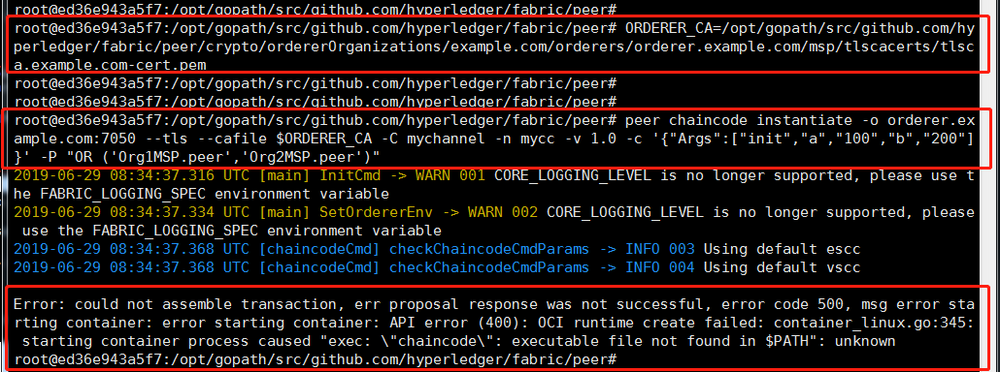 root@ed36e943a5f7:/opt/gopath/src/github.com/hyperledger/fabric/peer#
root@ed36e943a5f7:/opt/gopath/src/github.com/hyperledger/fabric/peer# ORDERER_CA=/opt/gopath/src/github.com/hy
perledger/fabric/peer/crypto/ordererOrganizations/example.com/orderers/orderer.example.com/msp/tlscacerts/tlsc
a.example.com-cert.pem
root@ed36e943a5f7:/opt/gopath/src/github.com/hyperledger/fabric/peer#
root@ed36e943a5f7:/opt/gopath/src/github.com/hyperledger/fabric/peer#
root@ed36e943a5f7:/opt/gopath/src/github.com/hyperledger/fabric/peer# peer chaincode instantiate -o orderer.ex
ample.com:7050 --tls --cafile $ORDERER_CA -C mychannel -n mycc -v 1.0 -c '{"Args":["init","a","100","b","200"]
}' -P "OR ('Org1MSP.peer','Org2MSP.peer')"
2019-06-29 08:34:37.316 UTC [main] InitCmd -> WARN 001 CORE_LOGGING_LEVEL is no longer supported, please use t
he FABRIC_LOGGING_SPEC environment variable
2019-06-29 08:34:37.334 UTC [main] SetOrdererEnv -> WARN 002 CORE_LOGGING_LEVEL is no longer supported, please
use the FABRIC_LOGGING_SPEC environment variable
2019-06-29 08:34:37.368 UTC [chaincodeCmd] checkChaincodeCmdParams -> INFO 003 Using default escc
2019-06-29 08:34:37.368 UTC [chaincodeCmd] checkChaincodeCmdParams -> INFO 004 Using default vscc
Error: could not assemble transaction, err proposal response was not successful, error code 500, msg error sta
rting container: error starting container: API error (400): OCI runtime create failed: container_linux.go:345:
starting container process caused "exec: \"chaincode\": executable file not found in $PATH": unknown
root@ed36e943a5f7:/opt/gopath/src/github.com/hyperledger/fabric/peer#